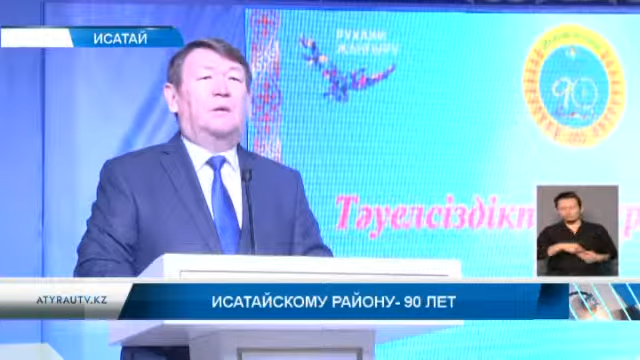 ИСАТАЙ
РУХАНИ
ЖАҢҒЫРУ
90
Тәуелсіздікт
ATYRAUTV.KZ
ИСАТАЙСКОМУ РАЙОНУ- 90 ЛЕТ